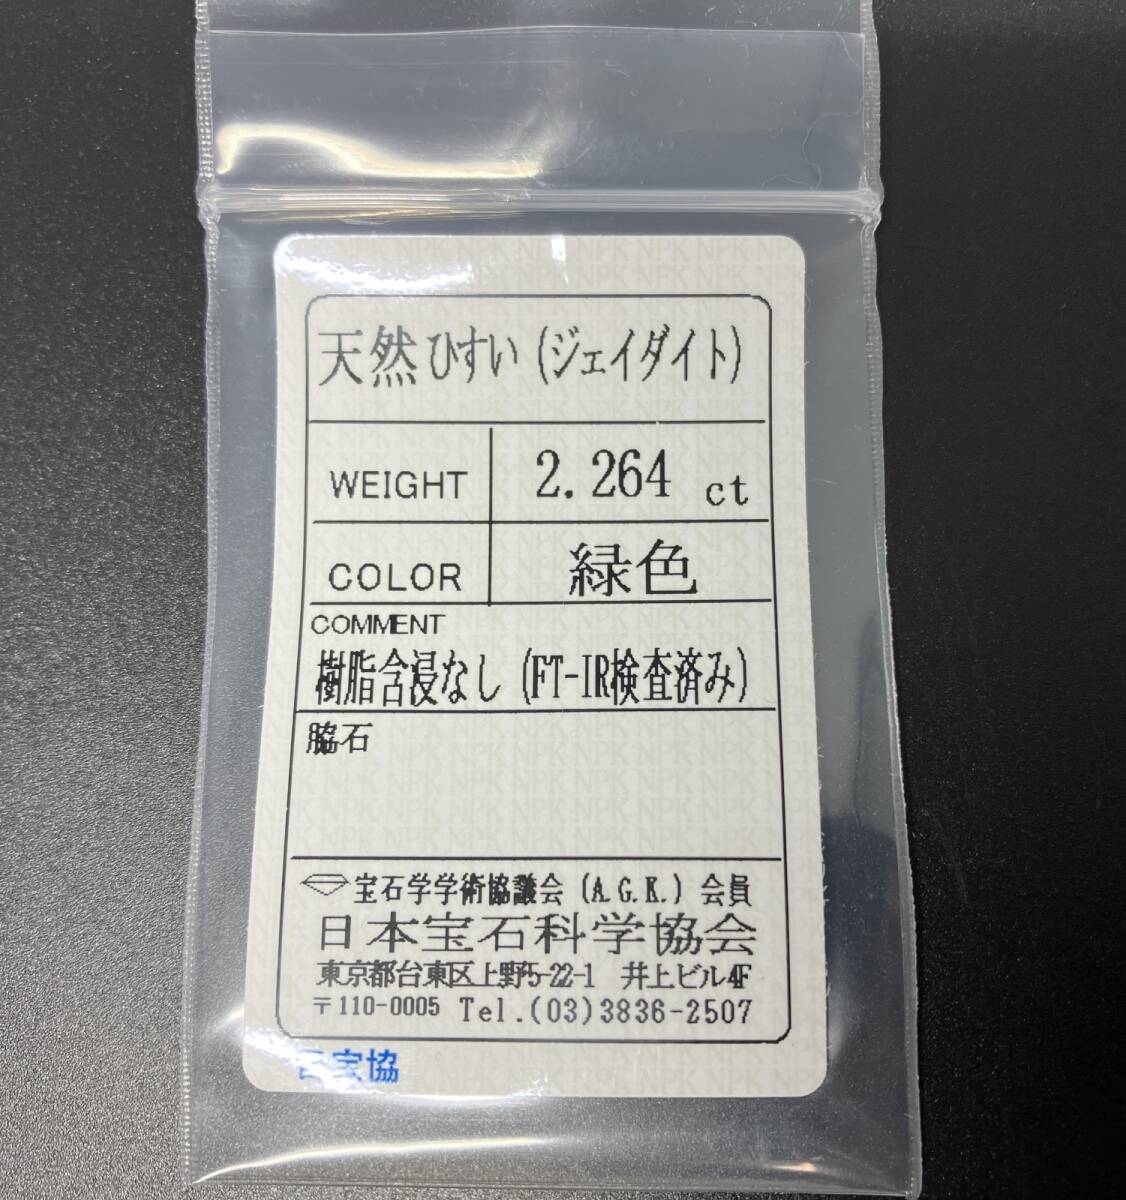 天然ひすい(ジェイダイト)
WEIGHT 2.264 ct
COLOR 緑色
COMMENT
樹脂含浸なし(FT-IR検査済み)
脇石
宝石学学術協議会(A.G.K.)会員
日本宝石科学協会
東京都台東区上野5-22-1 井上ビル4F
〒110-0005 Tel.(03)3836-2507
日宝協